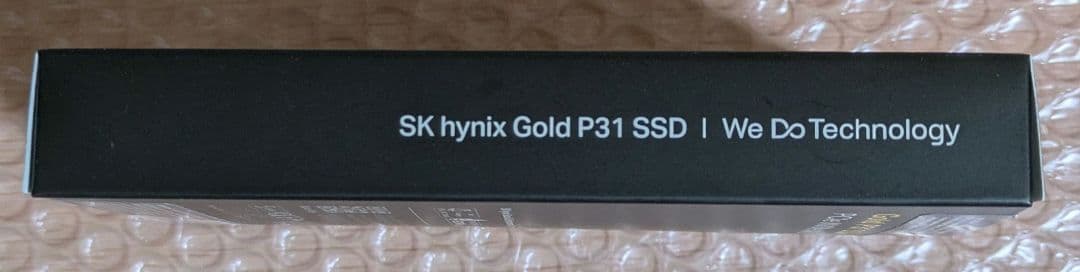 SK hynix Gold P31 SSD | We Do Technology